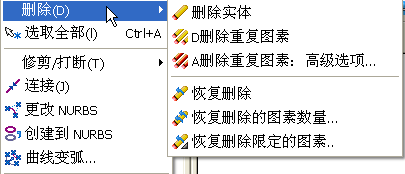 删除(D)
选取全部(l) Ctrl+A
修剪/打断(T)
连接(J)
更改 NURBS
创建到 NURBS
曲线变弧...
删除实体
D删除重复图素
A删除重复图素：高级选项...
恢复删除
恢复删除的图素数量...
恢复删除限定的图素..